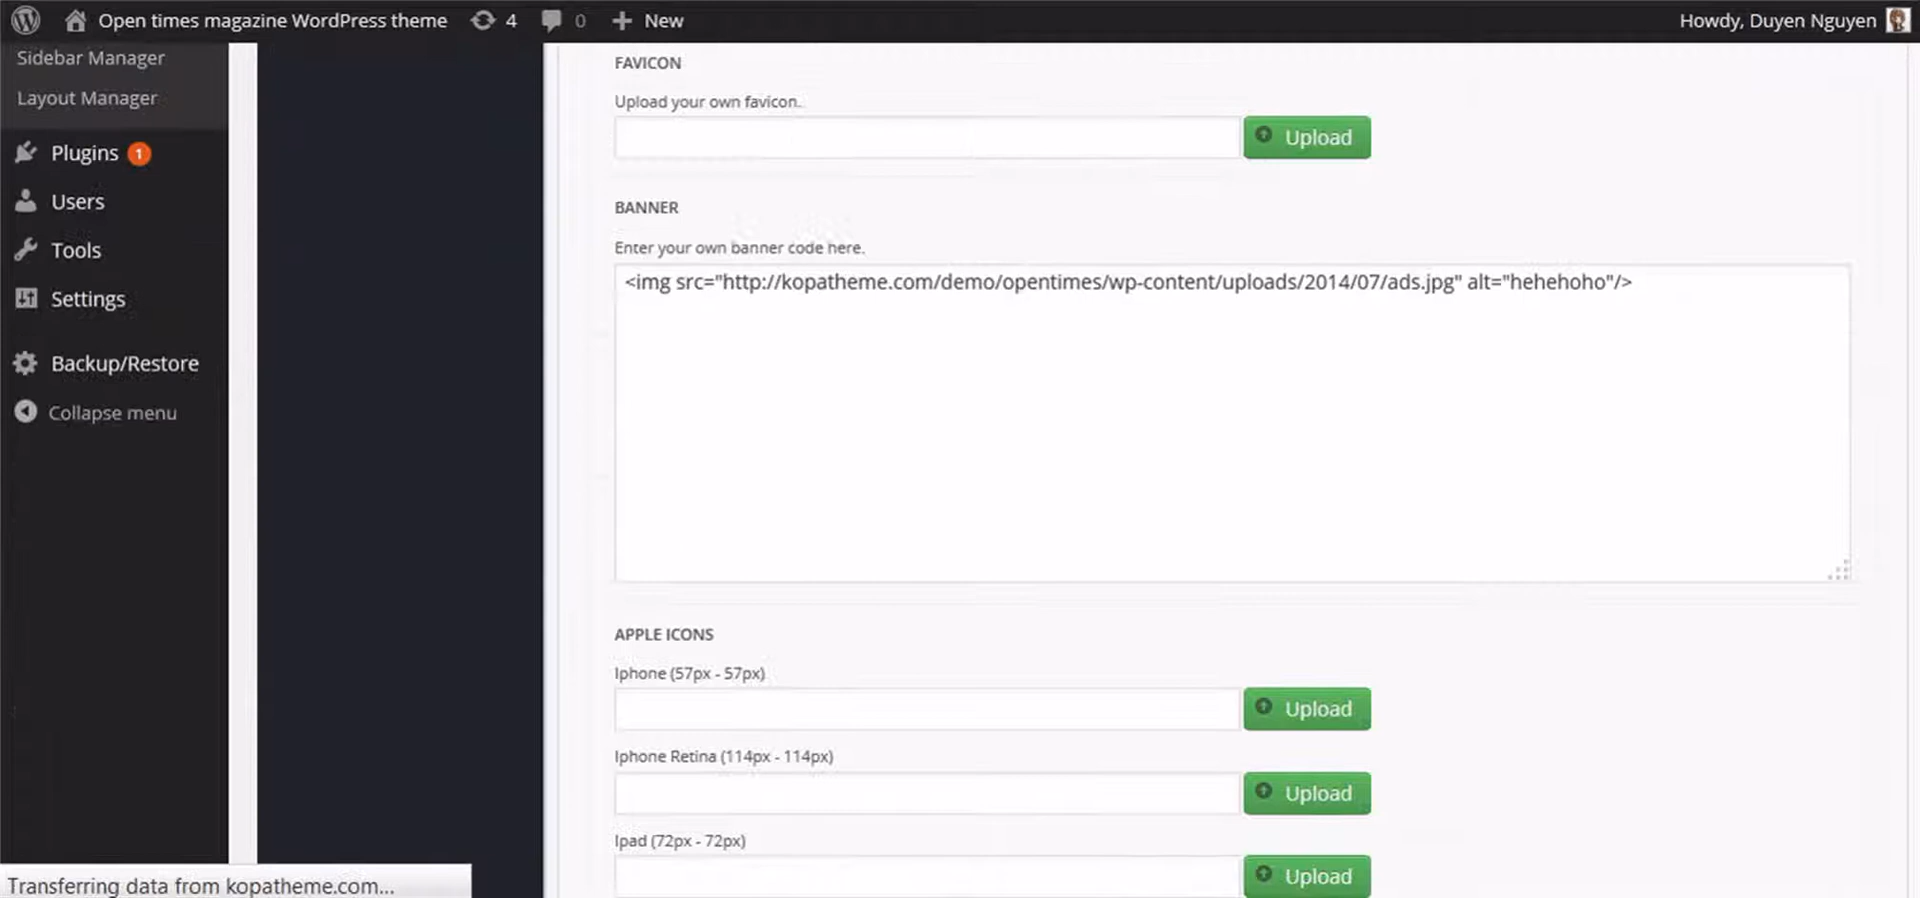 Open times magazine WordPress theme 4 0 New Howdy, Duyen Nguyen
Sidebar Manager
Layout Manager
Plugins 1
Users
Tools
Settings
Backup/Restore
Collapse menu
FAVICON
Upload your own favicon.
Upload
BANNER
Enter your own banner code here.
<img src="http://kopatheme.com/demo/opentimes/wp-content/uploads/2014/07/ads.jpg" alt="hehehoho"/>
APPLE ICONS
Iphone (57px - 57px)
Upload
Iphone Retina (114px - 114px)
Upload
Ipad (72px - 72px)
Upload
Transferring data from kopatheme.com...